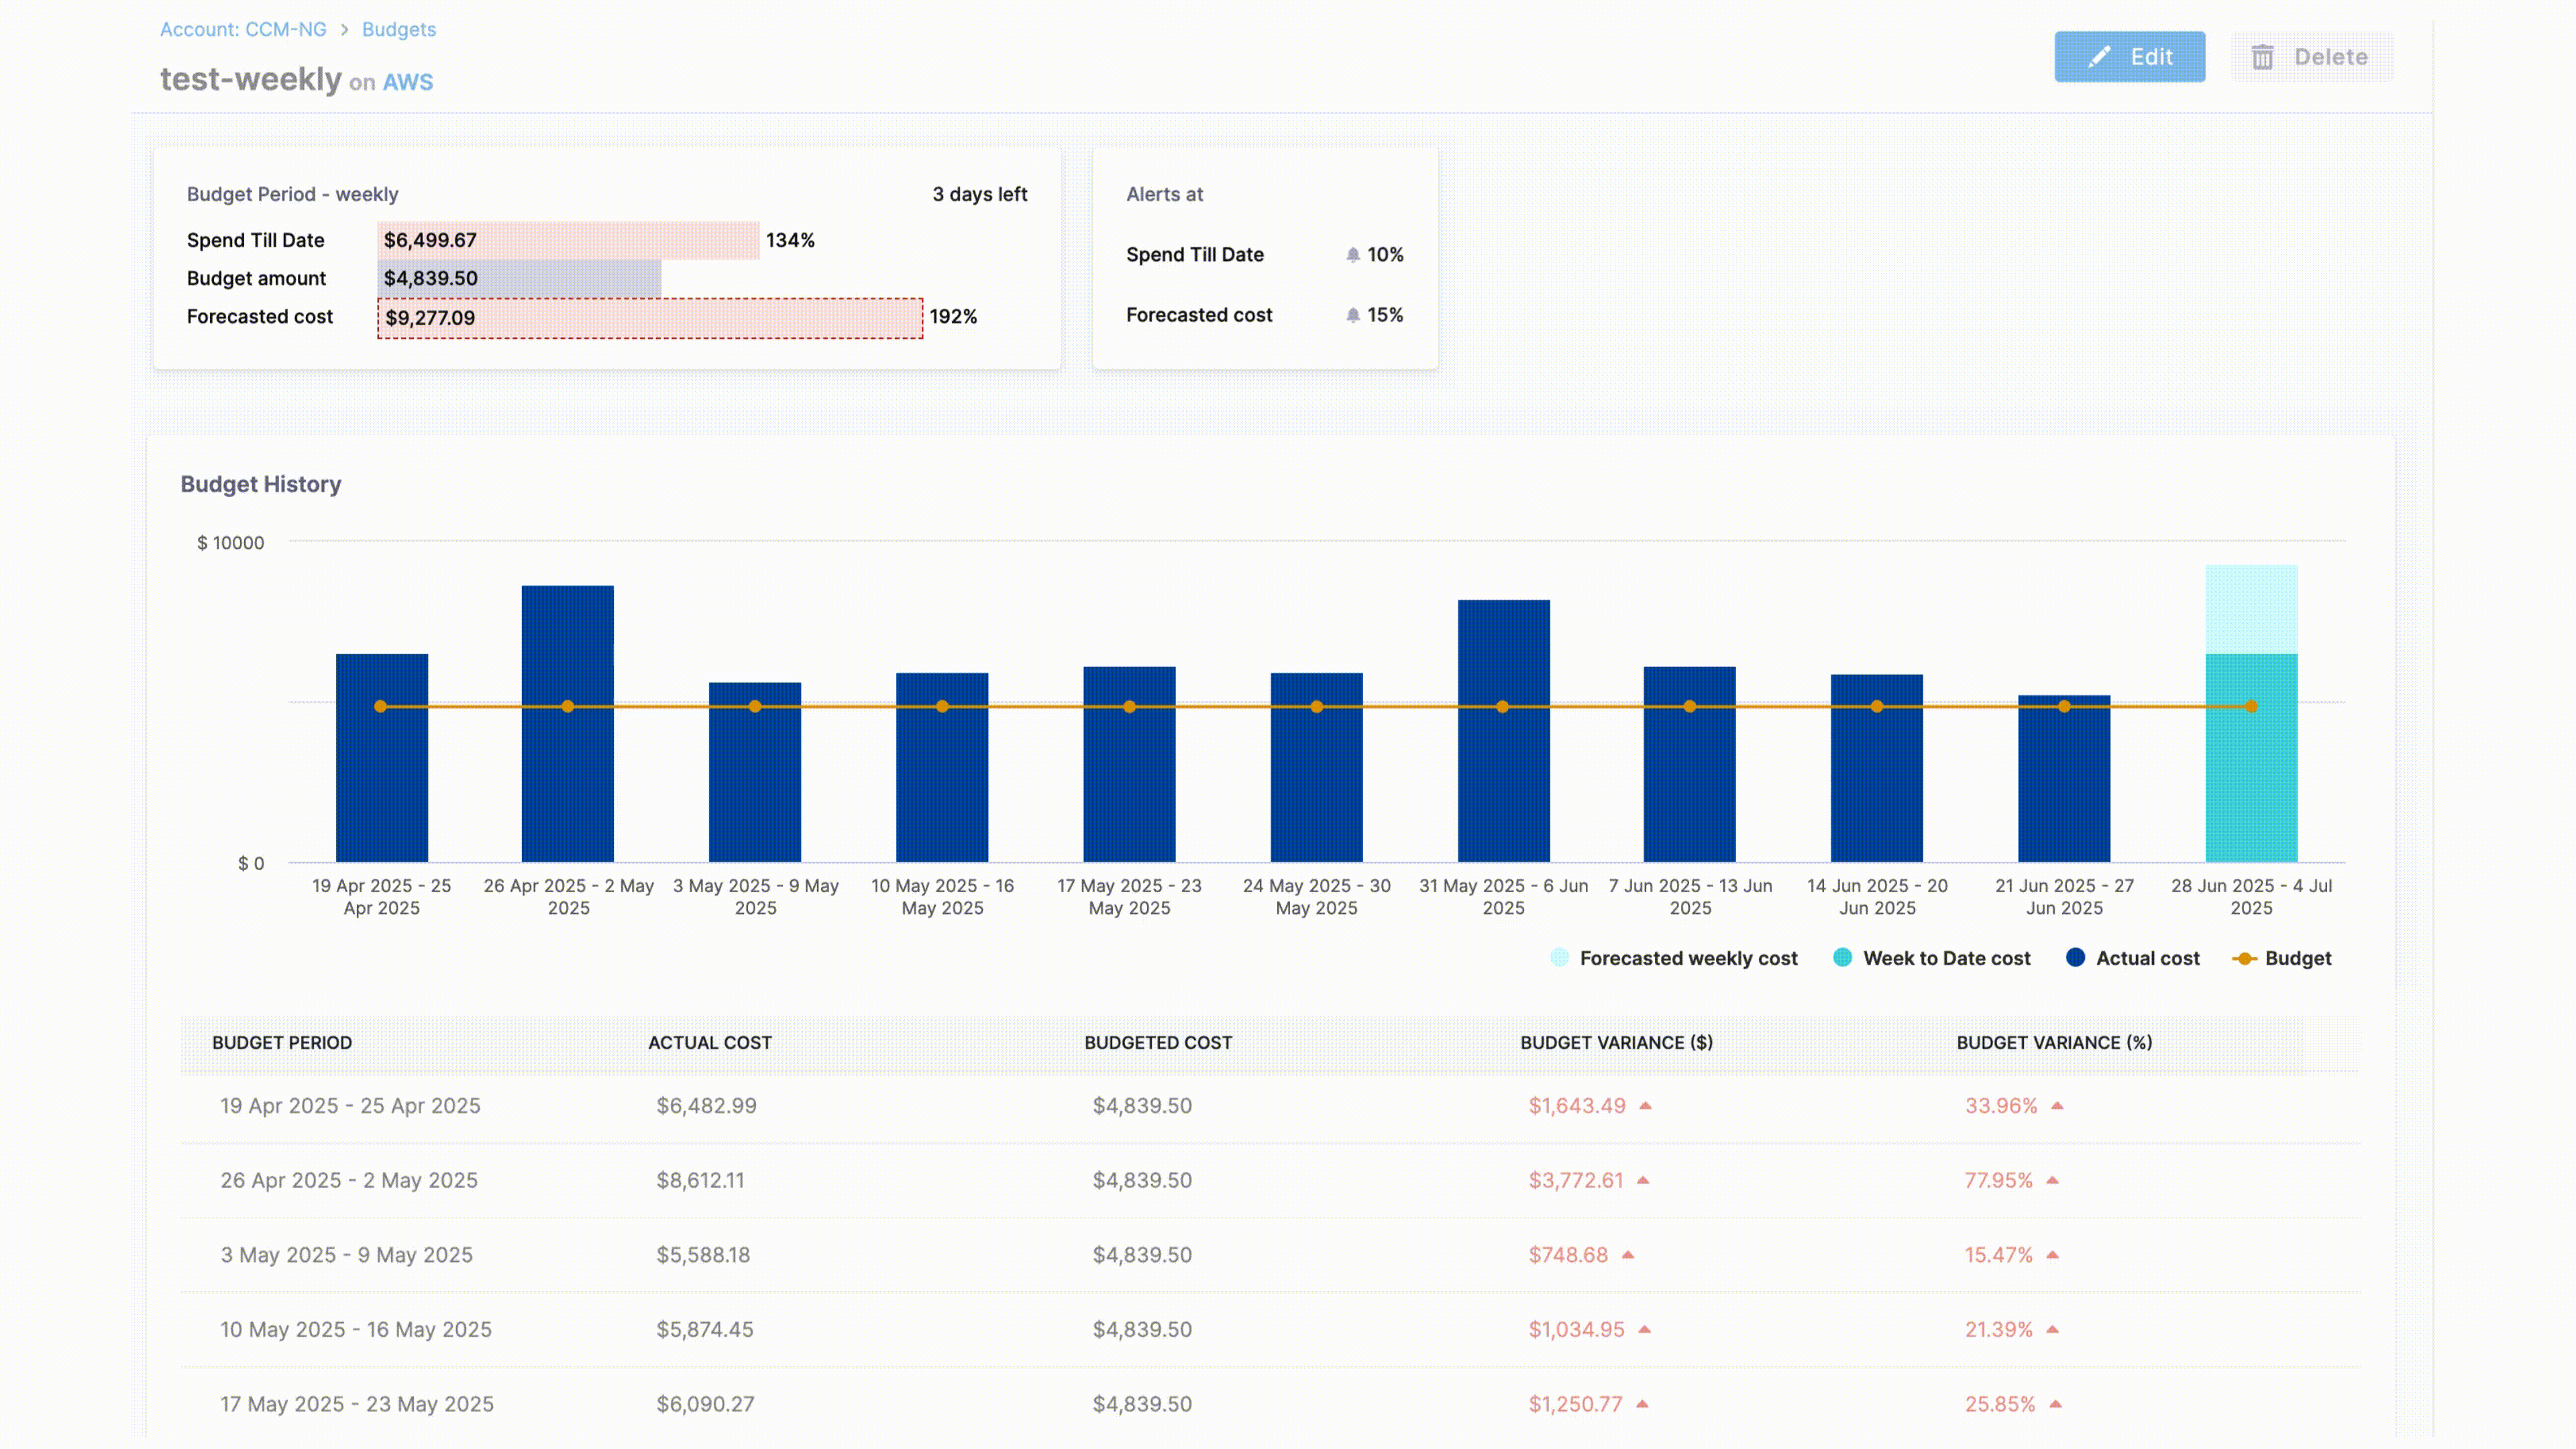 Account: CCM-NG > Budgets
test-weekly on AWS
Edit
Delete
Budget Period - weekly
3 days left
Spend Till Date
$6,499.67
134%
Budget amount
$4,839.50
Forecasted cost
$9,277.09
192%
Alerts at
Spend Till Date
10%
Forecasted cost
15%
Budget History
$ 10000
$ 0
19 Apr 2025 - 25
Apr 2025
26 Apr 2025 - 2 May
2025
3 May 2025 - 9 May
2025
10 May 2025 - 16
May 2025
17 May 2025 - 23
May 2025
24 May 2025 - 30
May 2025
31 May 2025 - 6 Jun
2025
7 Jun 2025 - 13 Jun
2025
14 Jun 2025 - 20
Jun 2025
21 Jun 2025 - 27
Jun 2025
28 Jun 2025 - 4 Jul
2025
Forecasted weekly cost
Week to Date cost
Actual cost
Budget
BUDGET PERIOD ACTUAL COST BUDGETED COST BUDGET VARIANCE ($) BUDGET VARIANCE (%)
19 Apr 2025 - 25 Apr 2025 $6,482.99 $4,839.50 $1,643.49 33.96%
26 Apr 2025 - 2 May 2025 $8,612.11 $4,839.50 $3,772.61 77.95%
3 May 2025 - 9 May 2025 $5,588.18 $4,839.50 $748.68 15.47%
10 May 2025 - 16 May 2025 $5,874.45 $4,839.50 $1,034.95 21.39%
17 May 2025 - 23 May 2025 $6,090.27 $4,839.50 $1,250.77 25.85%